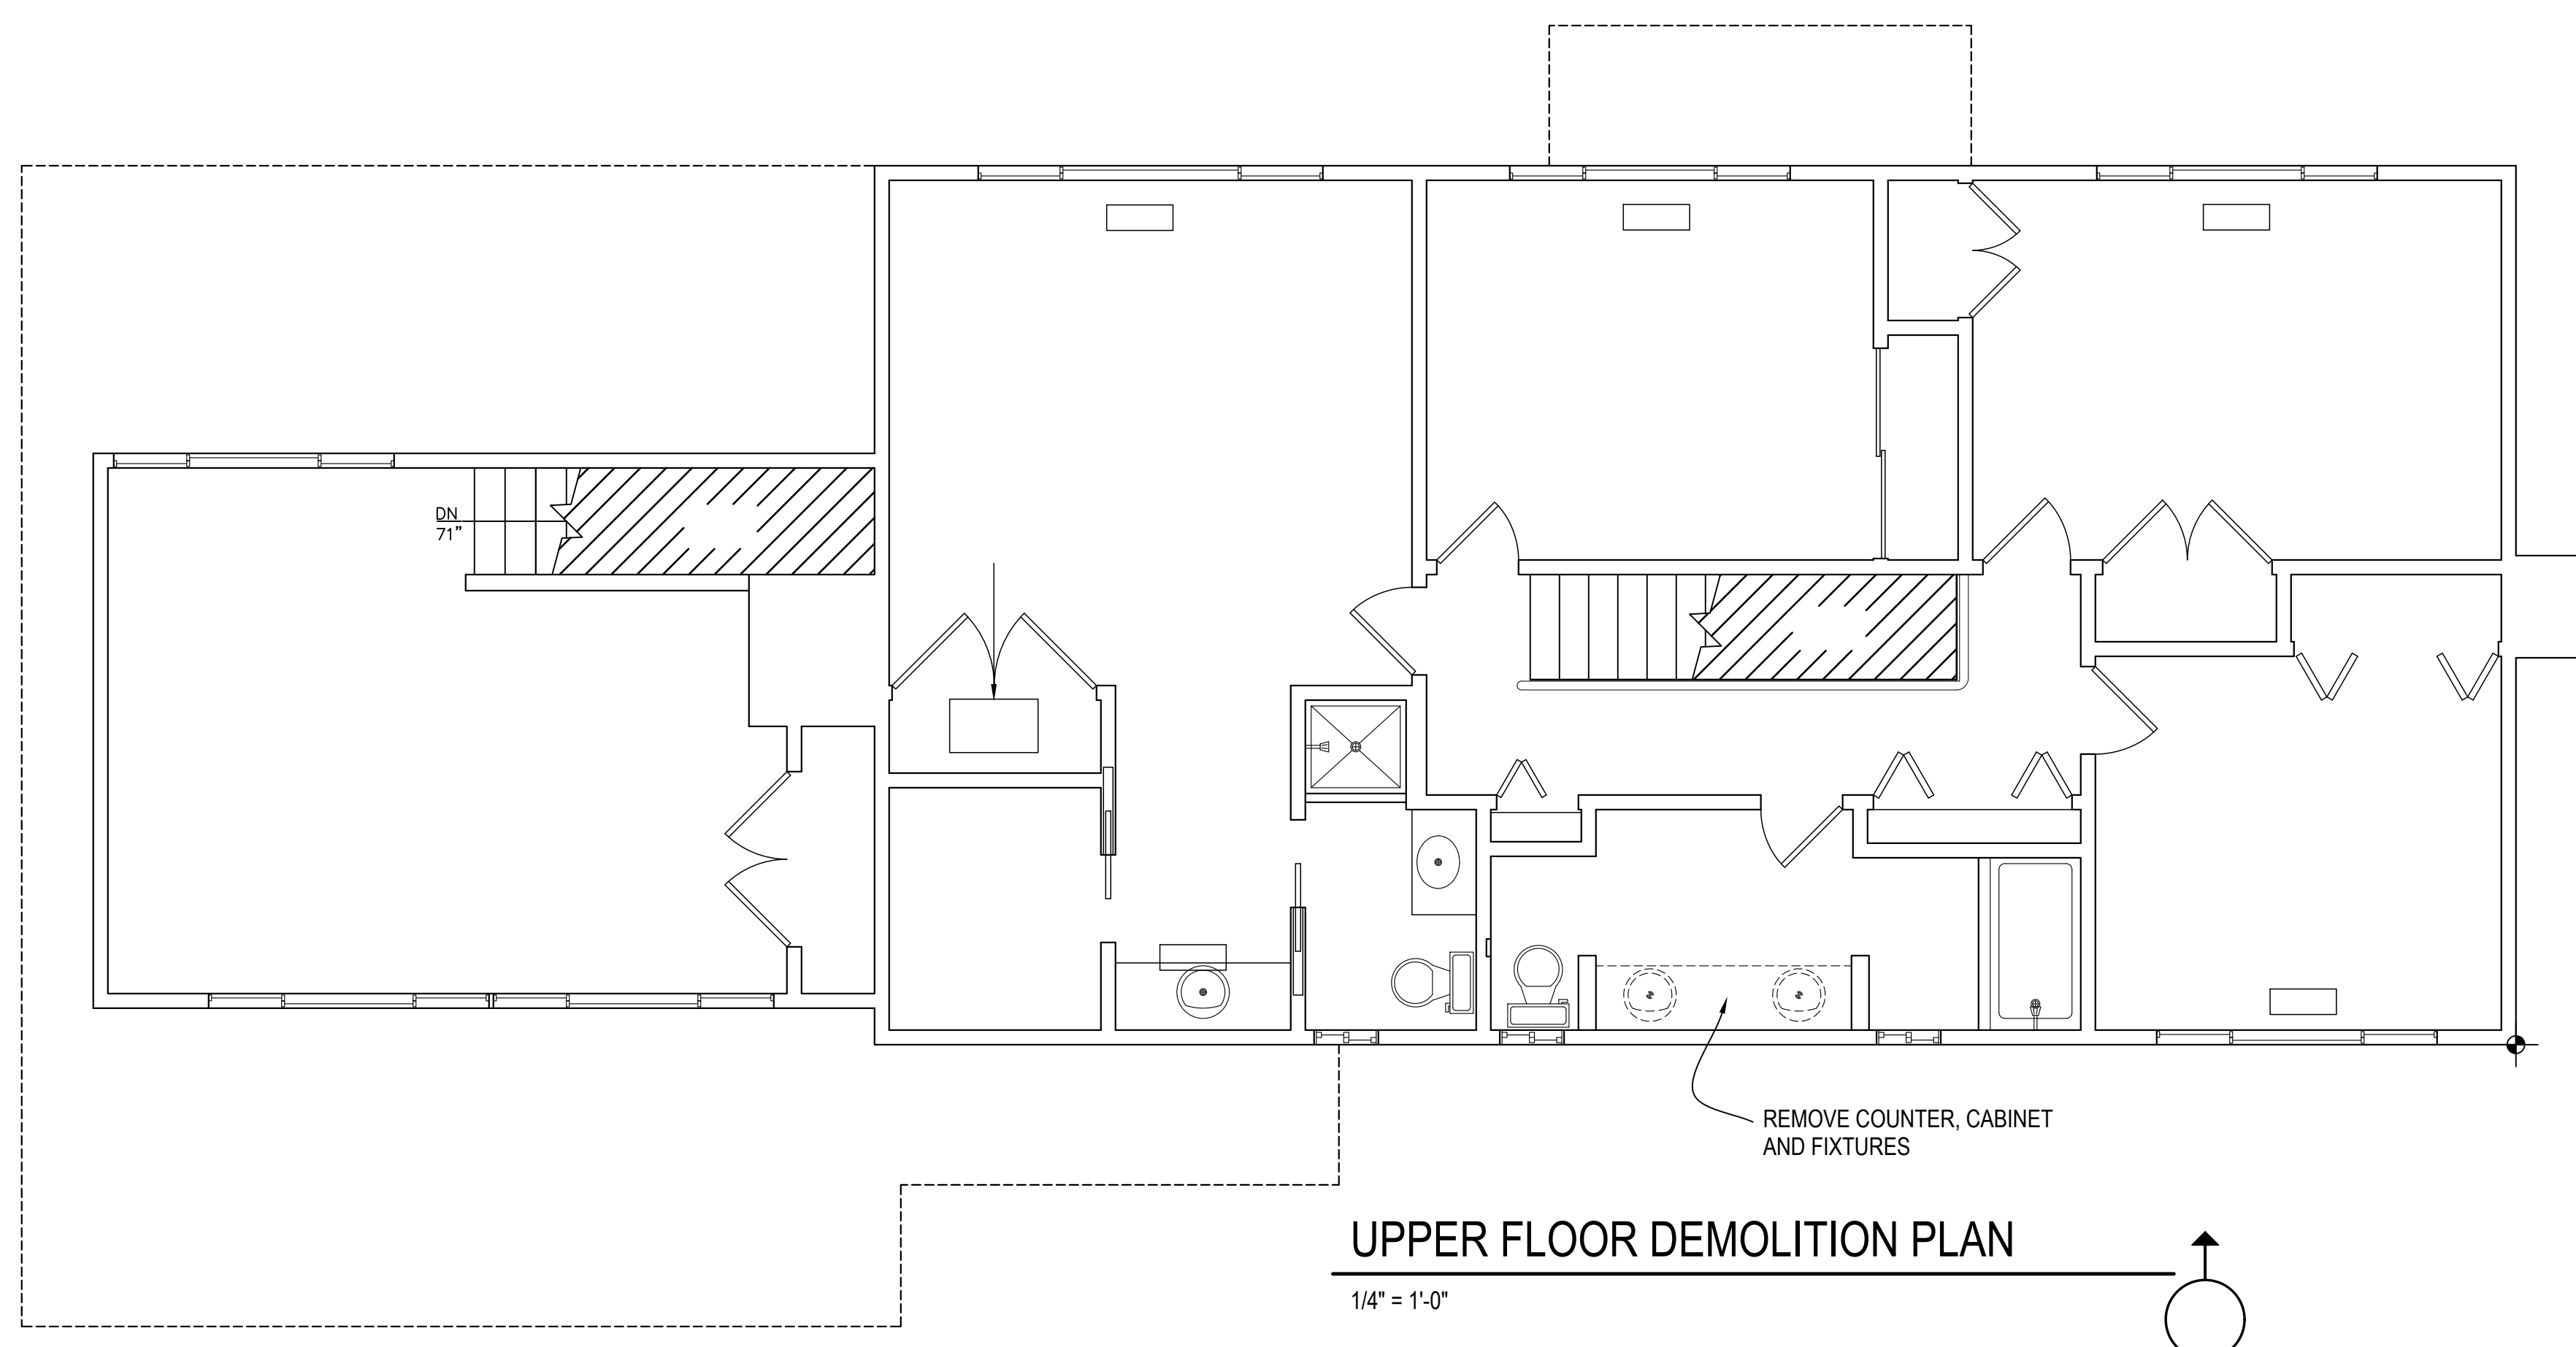 DN
71"
REMOVE COUNTER, CABINET
AND FIXTURES
UPPER FLOOR DEMOLITION PLAN
1/4" = 1'-0"